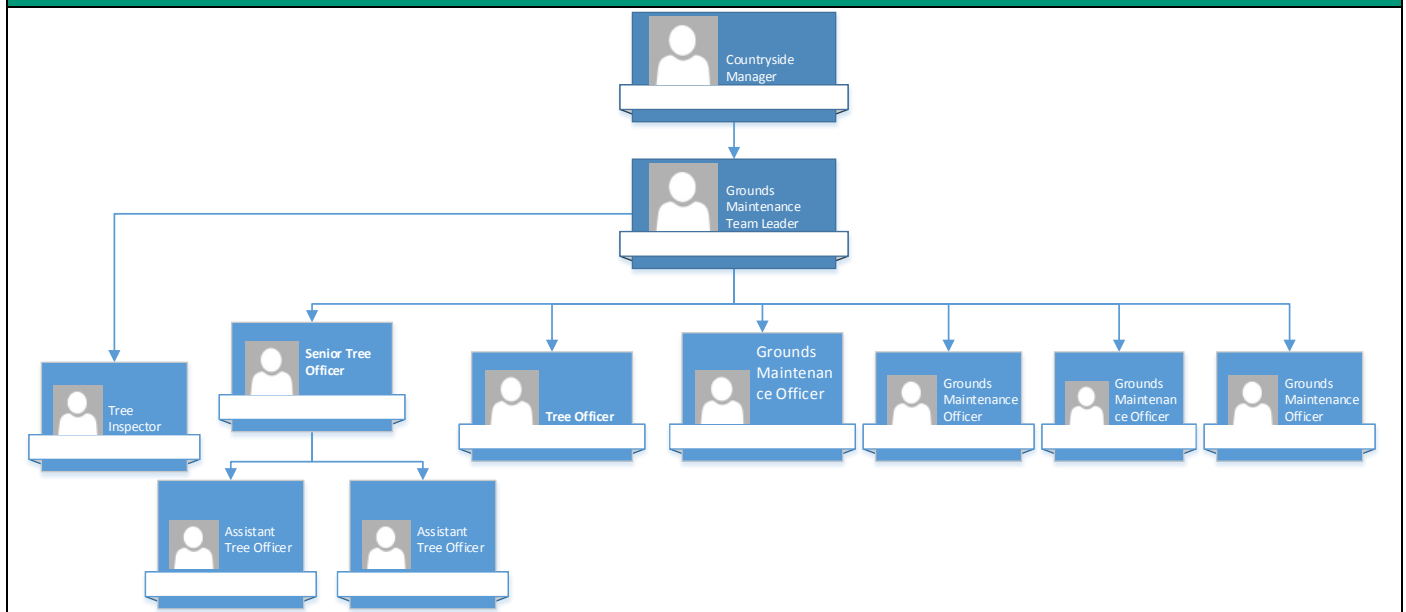 Countryside
Manager
Grounds
Maintenance
Team Leader
Senior Tree
Officer
Tree
Inspector
Tree Officer
Grounds
Maintenan
ce Officer
Grounds
Maintenance
Officer
Grounds
Maintenan
ce Officer
Grounds
Maintenance
Officer
Assistant
Tree Officer
Assistant
Tree Officer